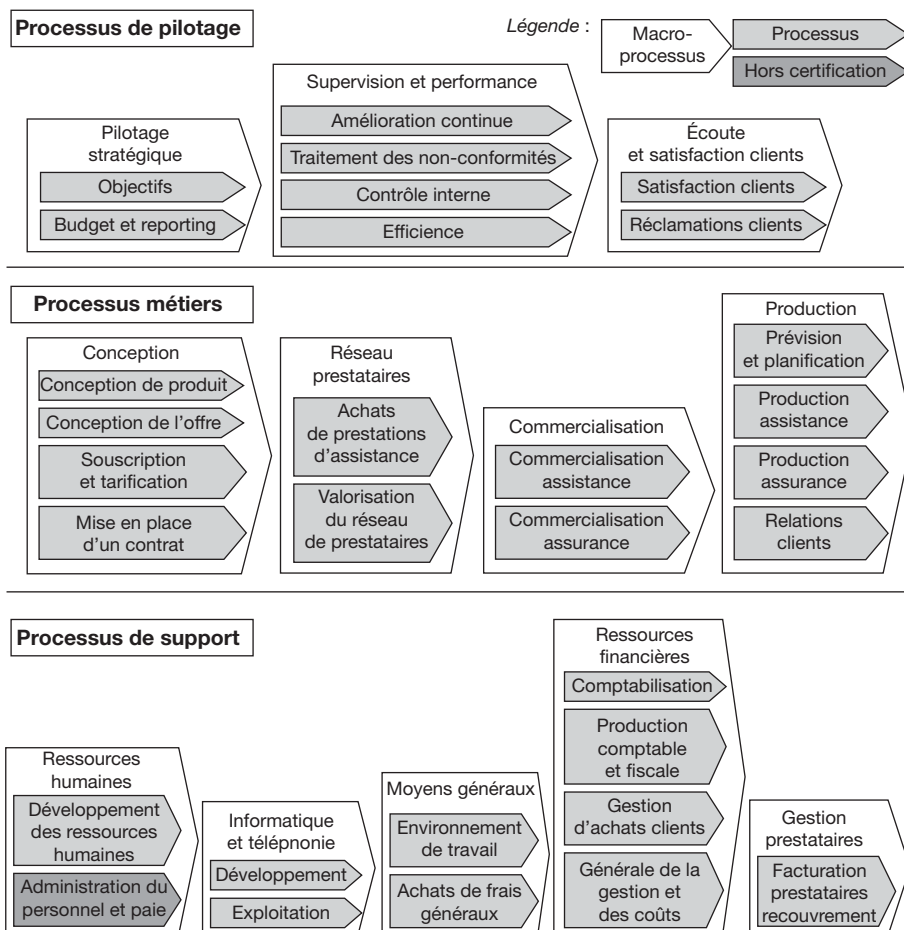 Processus de pilotage
Légende :
Macro-
processus
Processus
Hors certification
Pilotage
stratégique
Objectifs
Budget et reporting
Supervision et performance
Amélioration continue
Traitement des non-conformités
Contrôle interne
Efficience
Écoute
et satisfaction clients
Satisfaction clients
Réclamations clients
Processus métiers
Conception
Conception de produit
Conception de l'offre
Souscription
et tarification
Mise en place
d'un contrat
Réseau
prestataires
Achats
de prestations
d'assistance
Valorisation
du réseau
de prestataires
Commercialisation
Commercialisation
assistance
Commercialisation
assurance
Production
Prévision
et planification
Production
assistance
Production
assurance
Relations
clients
Processus de support
Ressources
humaines
Développement
des ressources
humaines
Administration du
personnel et paie
Informatique
et télépnonie
Développement
Exploitation
Moyens généraux
Environnement
de travail
Achats de frais
généraux
Ressources
financières
Comptabilisation
Production
comptable
et fiscale
Gestion
d'achats clients
Générale de la
gestion et
des coûts
Gestion
prestataires
Facturation
prestataires
recouvrement